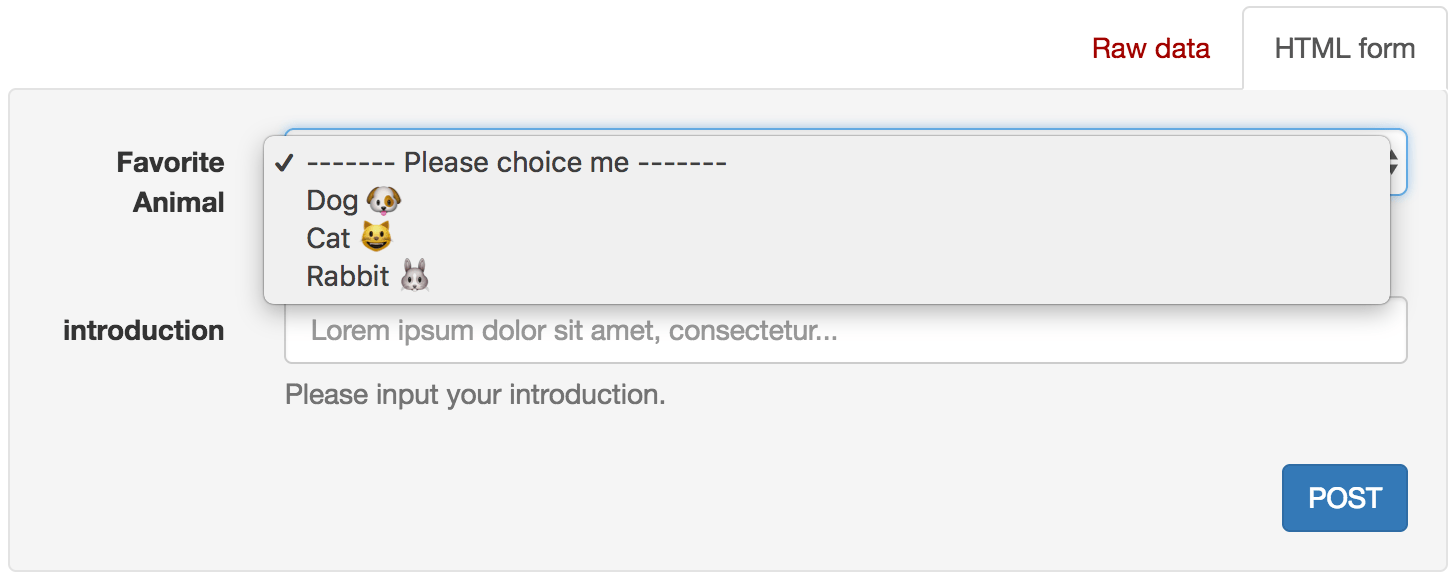 Raw data
HTML form
Favorite
Animal
✓ ------- Please choice me -------
Dog 🐶
Cat 😺
Rabbit 🐰
introduction
Lorem ipsum dolor sit amet, consectetur...
Please input your introduction.
POST